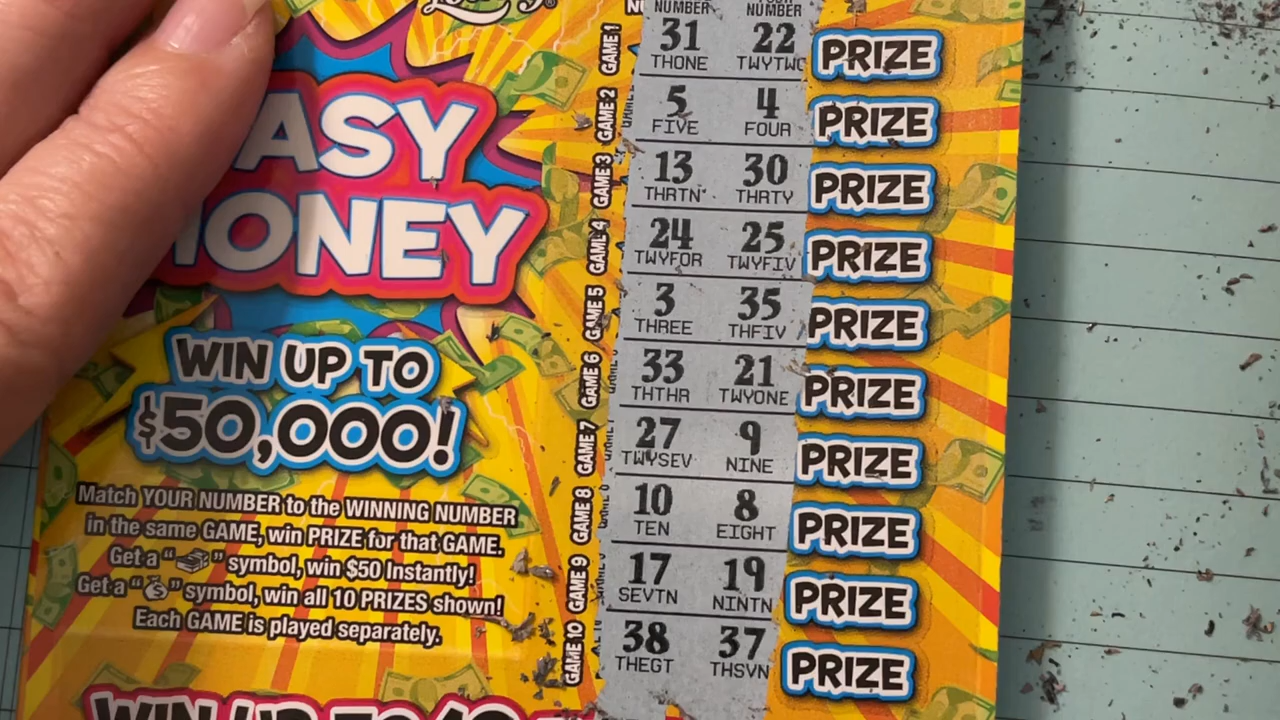 NUMBER NUMBER
EASY
MONEY
WIN UP TO
$50,000!
Match YOUR NUMBER to the WINNING NUMBER
in the same GAME, win PRIZE for that GAME.
Get a " " symbol, win $50 Instantly!
Get a " " symbol, win all 10 PRIZES shown!
Each GAME is played separately.
GAME 1 31 22 PRIZE
THONE TWYTWO
GAME 2 5 4 PRIZE
FIVE FOUR
GAME 3 13 30 PRIZE
THRTN THRTY
GAME 4 24 25 PRIZE
TWYFOR TWYFIV
GAME 5 3 35 PRIZE
THREE THFIV
GAME 6 33 21 PRIZE
THTHR TWYONE
GAME 7 27 9 PRIZE
TWYSEV NINE
GAME 8 10 8 PRIZE
TEN EIGHT
GAME 9 17 19 PRIZE
SEVTN NINTN
GAME 10 38 37 PRIZE
THEGT THSVN
WIN UP TO 10